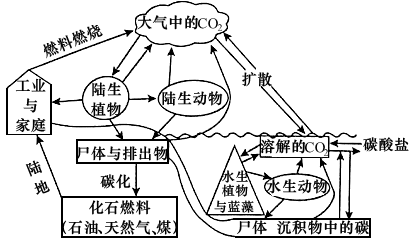 大气中的CO₂
燃料燃烧
工业
与
家庭
陆生
植物
陆生动物
扩散
尸体与排出物
溶解的CO₂
碳酸盐
陆地
碳化
水生
植物
与蓝藻
水生动物
化石燃料
(石油、天然气、煤)
尸体 沉积物中的碳